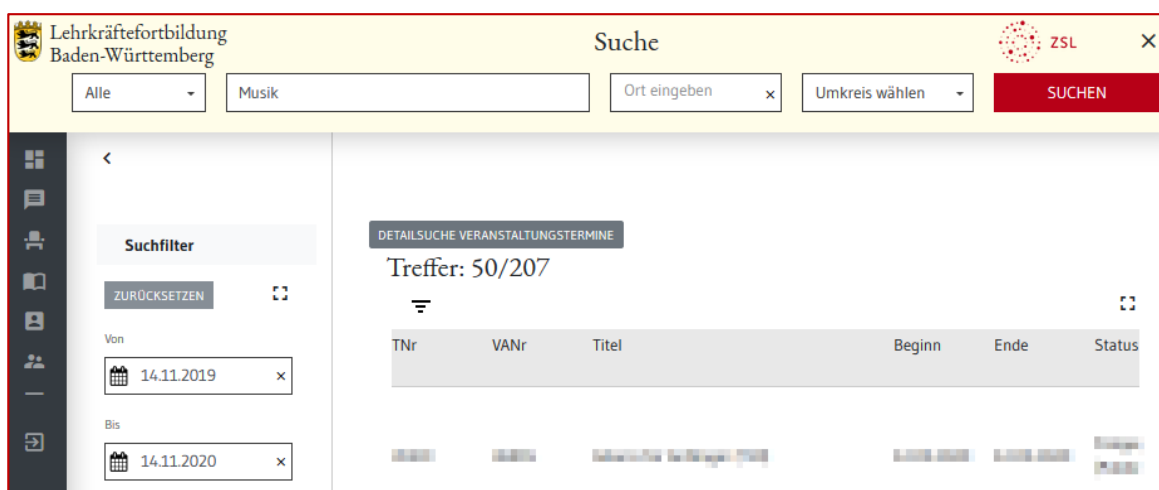 Lehrkräftefortbildung
Baden-Württemberg
Suche
ZSL
×
Alle
Musik
Ort eingeben ×
Umkreis wählen
SUCHEN
Suchfilter
ZURÜCKSETZEN
Von
14.11.2019 ×
Bis
14.11.2020 ×
DETAILSUCHE VERANSTALTUNGSTERMINE
Treffer: 50/207
TNr VANr Titel Beginn Ende Status